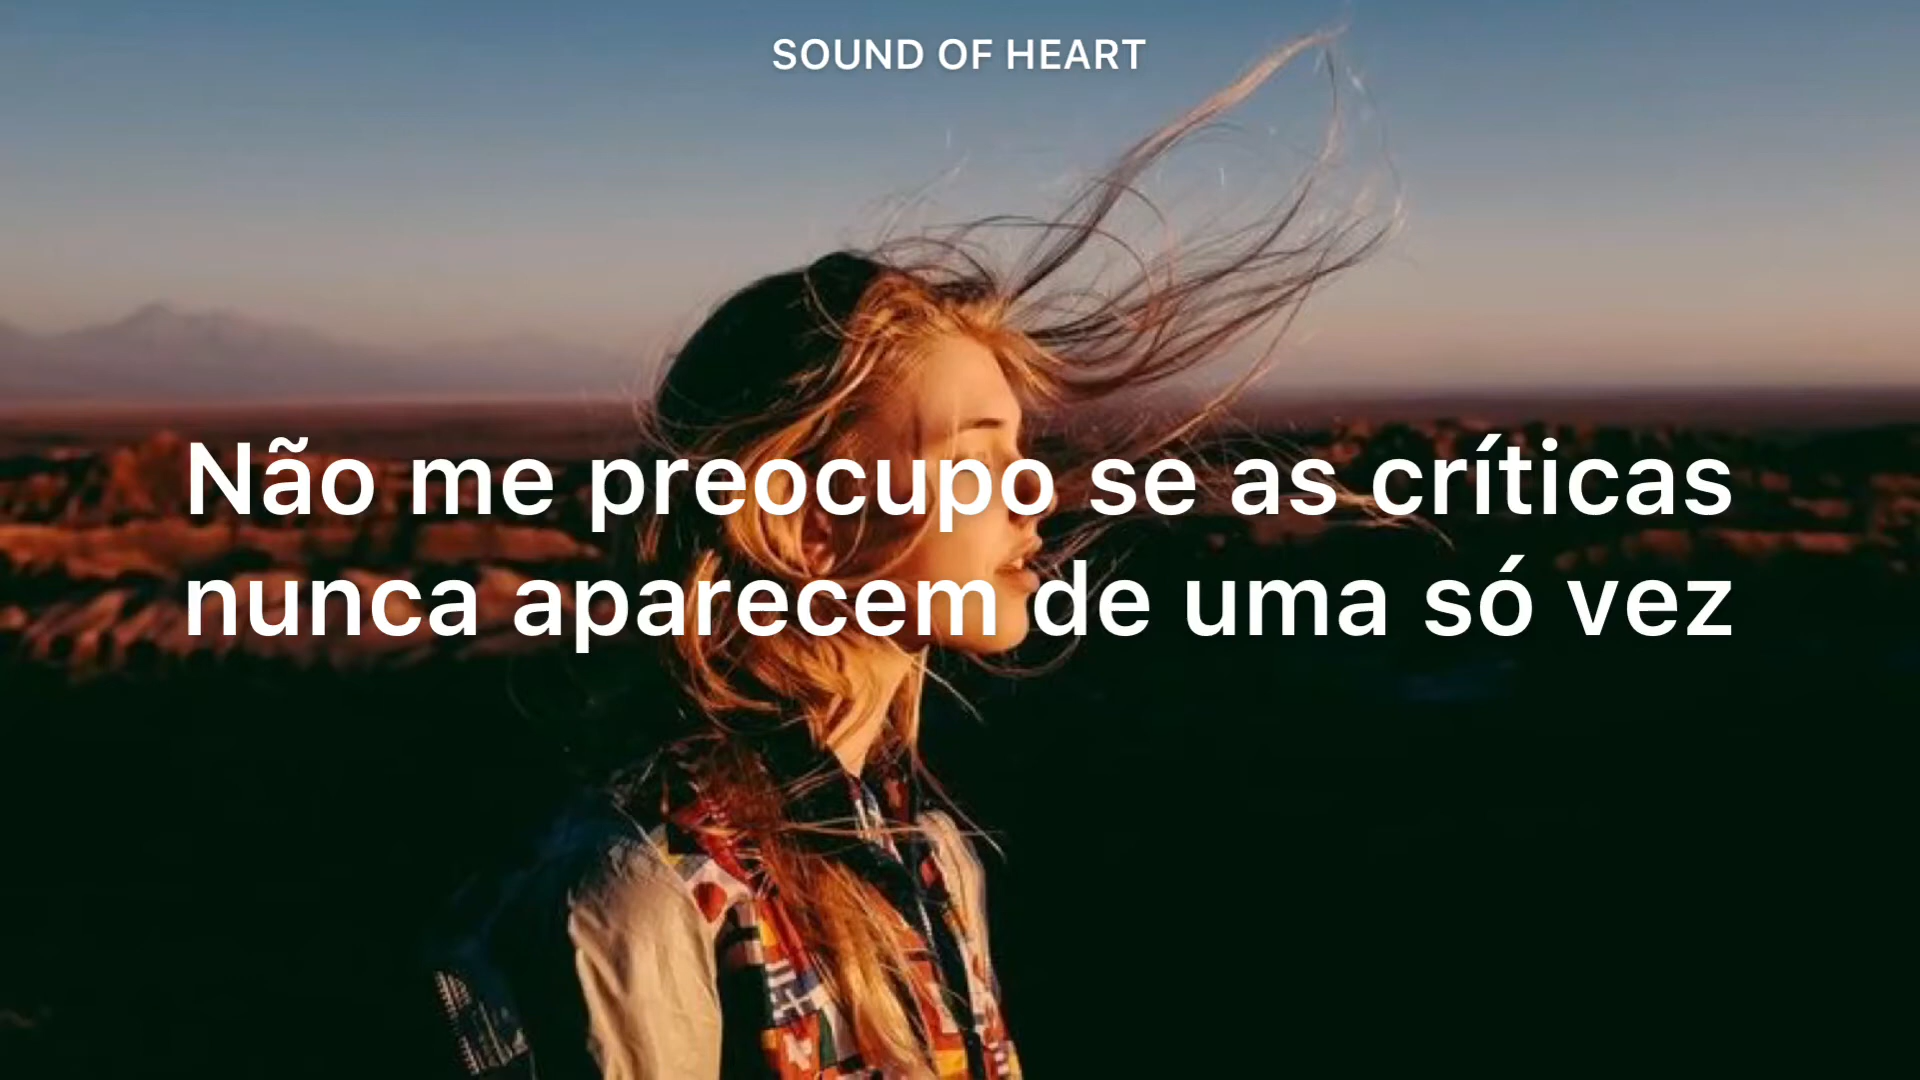 SOUND OF HEART
Não me preocupo se as críticas
nunca aparecem de uma só vez